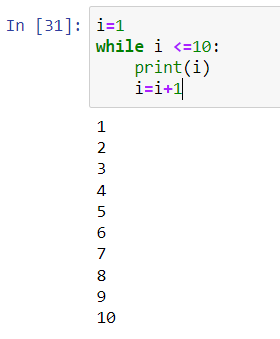 In [31]: i=1
while i <=10:
    print(i)
    i=i+1
1
2
3
4
5
6
7
8
9
10